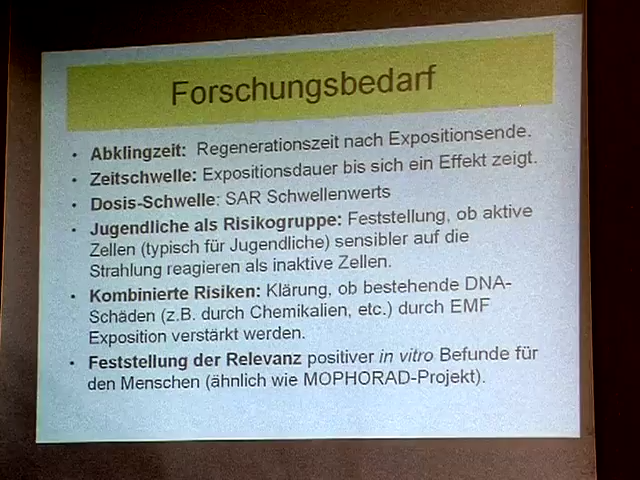 Forschungsbedarf
• Abklingzeit: Regenerationszeit nach Expositionsende.
• Zeitschwelle: Expositionsdauer bis sich ein Effekt zeigt.
• Dosis-Schwelle: SAR Schwellenwerts
• Jugendliche als Risikogruppe: Feststellung, ob aktive
Zellen (typisch für Jugendliche) sensibler auf die
Strahlung reagieren als inaktive Zellen.
• Kombinierte Risiken: Klärung, ob bestehende DNA-
Schäden (z.B. durch Chemikalien, etc.) durch EMF
Exposition verstärkt werden.
• Feststellung der Relevanz positiver in vitro Befunde für
den Menschen (ähnlich wie MOPHORAD-Projekt).